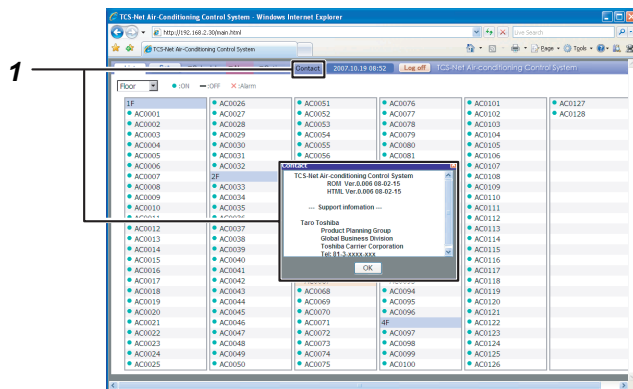 TCS-Net Air-Conditioning Control System - Windows Internet Explorer
http://192.168.2.30/main.html
Live Search
TCS-Net Air-Conditioning Control System
Page
Tools
1
Contact
2007.10.19 08:52
Log off
TCS-Net Air-conditioning Control System
Floor
:ON
:OFF
:Alarm
1F
AC0001
AC0002
AC0003
AC0004
AC0005
AC0006
AC0007
AC0008
AC0009
AC0010
AC0011
AC0012
AC0013
AC0014
AC0015
AC0016
AC0017
AC0018
AC0019
AC0020
AC0021
AC0022
AC0023
AC0024
AC0025
AC0026
AC0027
AC0028
AC0029
AC0030
AC0031
AC0032
2F
AC0033
AC0034
AC0035
AC0036
AC0037
AC0038
AC0039
AC0040
AC0041
AC0042
AC0043
AC0044
AC0045
AC0046
AC0047
AC0048
AC0049
AC0050
AC0051
AC0052
AC0053
AC0054
AC0055
AC0056
AC0068
AC0069
AC0070
AC0071
AC0072
AC0073
AC0074
AC0075
AC0076
AC0077
AC0078
AC0079
AC0080
AC0081
AC0094
AC0095
AC0096
4F
AC0097
AC0098
AC0099
AC0100
AC0101
AC0102
AC0103
AC0104
AC0105
AC0106
AC0107
AC0108
AC0109
AC0110
AC0111
AC0112
AC0113
AC0114
AC0115
AC0116
AC0117
AC0118
AC0119
AC0120
AC0121
AC0122
AC0123
AC0124
AC0125
AC0126
AC0127
AC0128
Contact
TCS-Net Air-conditioning Control System
ROM Ver.0.006 08-02-15
HTML Ver.0.006 08-02-15
--- Support infomation ---
Taro Toshiba
Product Planning Group
Global Business Division
Toshiba Carrier Corporation
Tel: 81-3-xxxx-xxx
OK